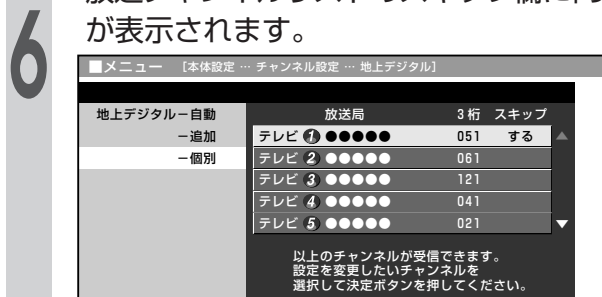 6
が表示されます。
■メニュー [本体設定 … チャンネル設定 … 地上デジタル]
地上デジタル－自動 放送局 3桁 スキップ
－追加 テレビ 1 ●●●●● 051 する ▲
－個別 テレビ 2 ●●●●● 061
テレビ 3 ●●●●● 121
テレビ 4 ●●●●● 041
テレビ 5 ●●●●● 021 ▼
以上のチャンネルが受信できます。
設定を変更したいチャンネルを
選択して決定ボタンを押してください。